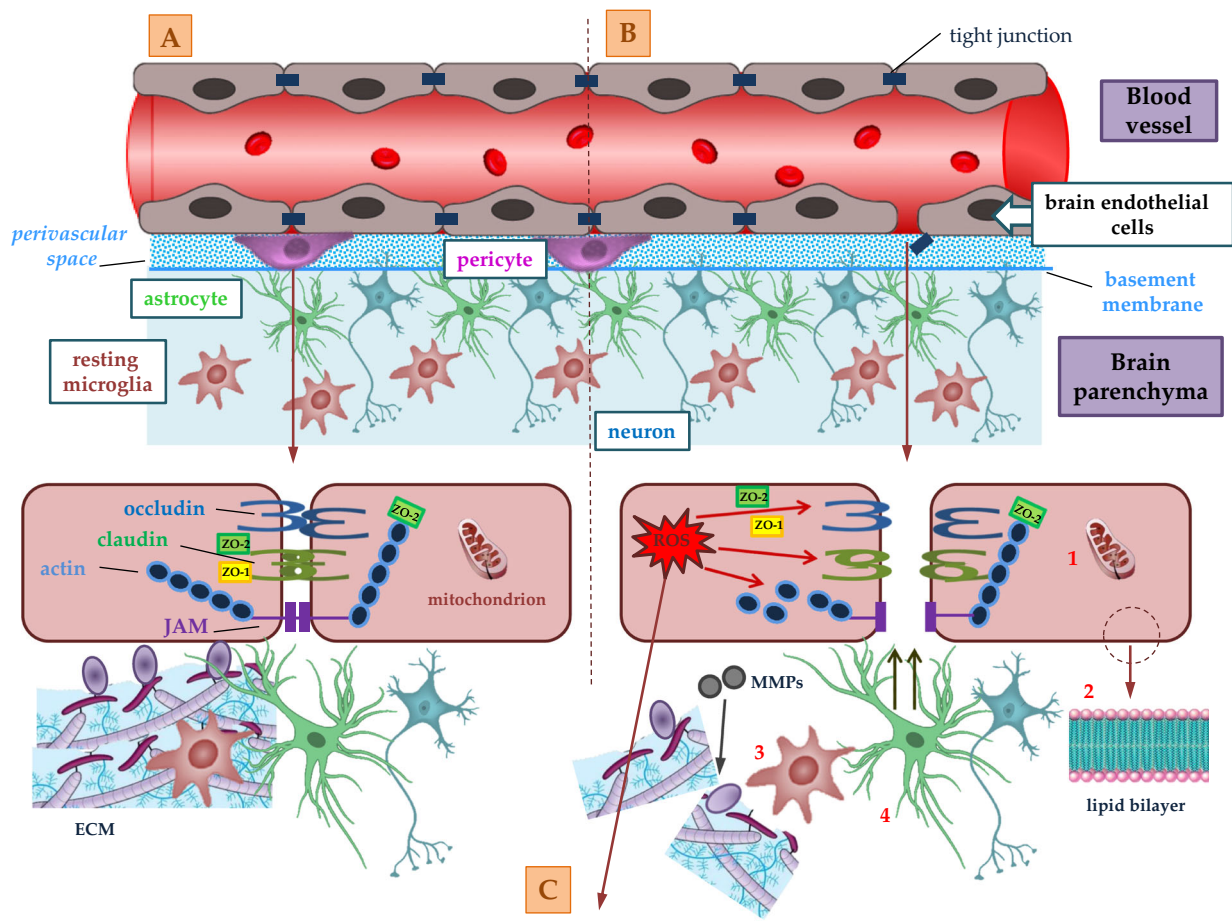 A
B
tight junction
Blood
vessel
brain endothelial
cells
perivascular
space
pericyte
astrocyte
basement
membrane
resting
microglia
Brain
parenchyma
neuron
occludin
ZO-2
claudin
ZO-2
actin
ZO-1
mitochondrion
JAM
ZO-2
ZO-1
ROS
ZO-2
1
MMPs
2
3
4
ECM
lipid bilayer
C